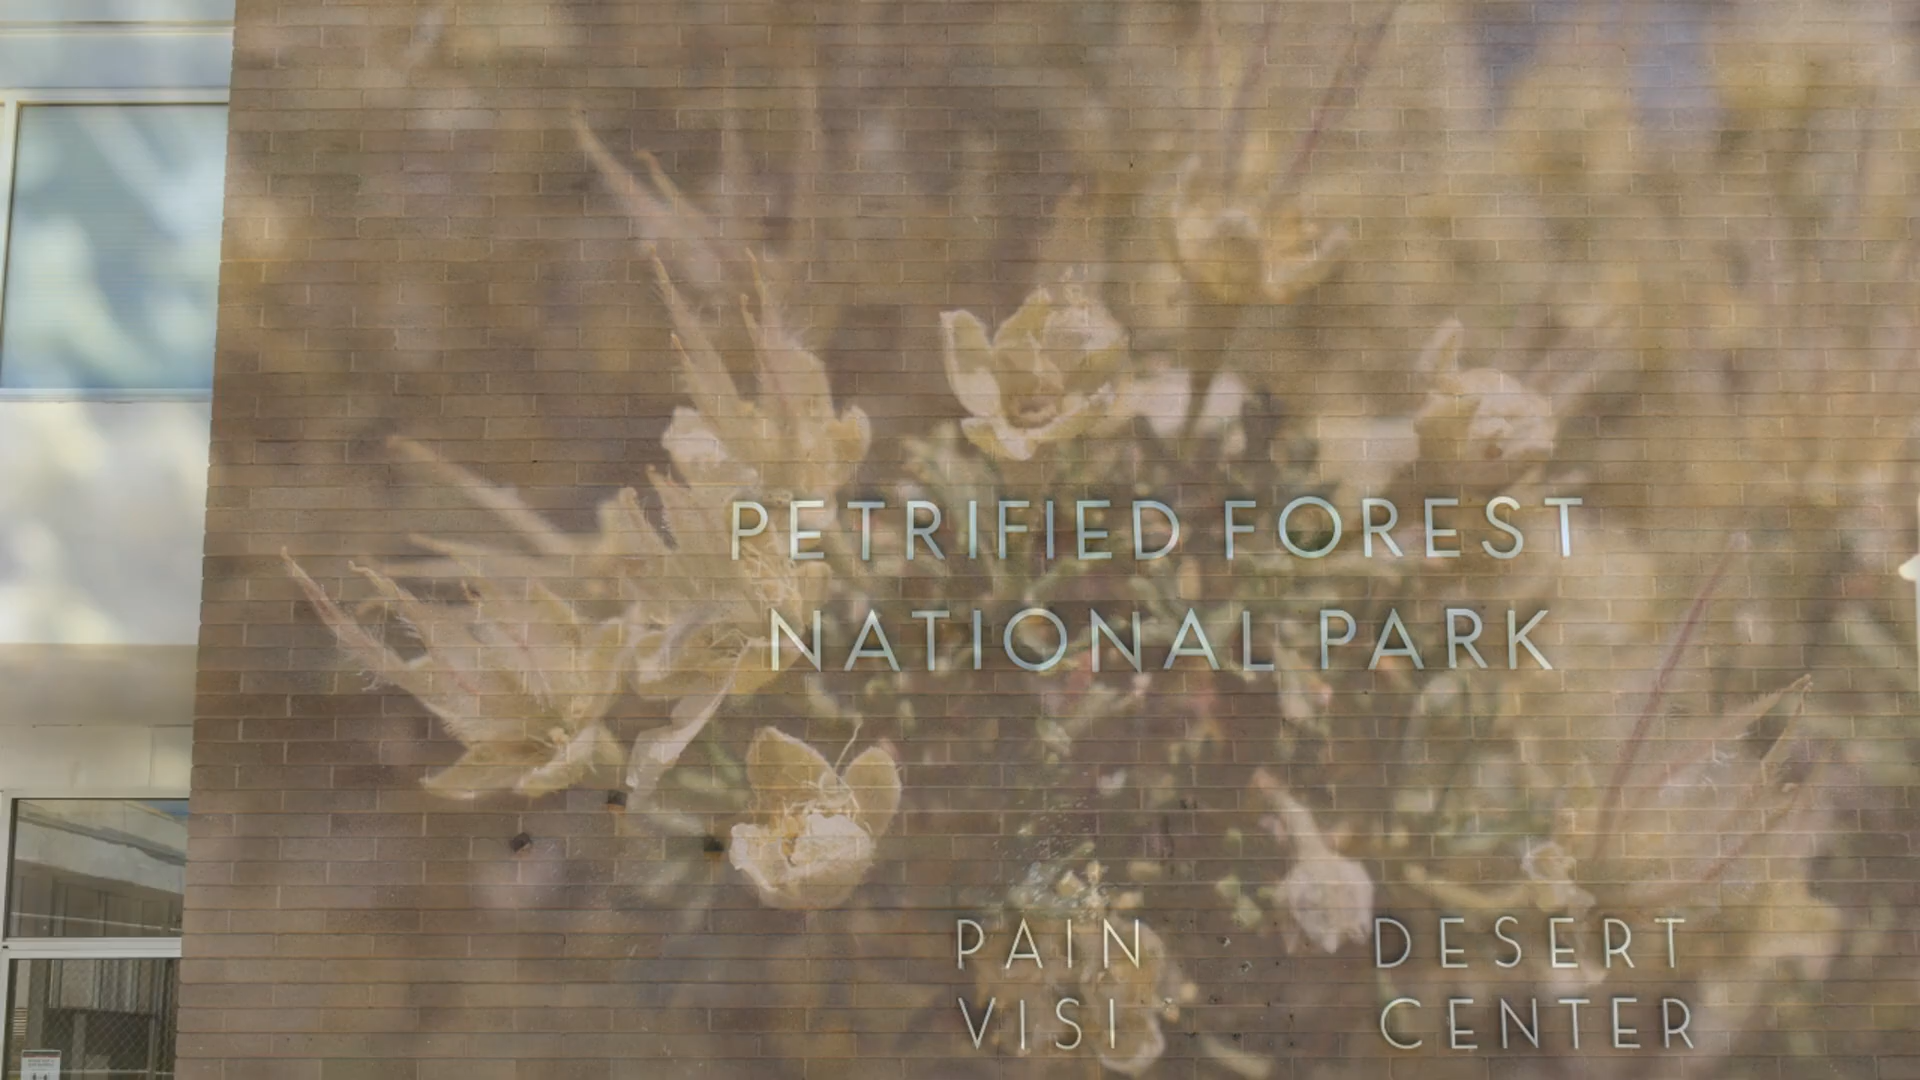 PETRIFIED FOREST
NATIONAL PARK
PAIN DESERT
VISI CENTER